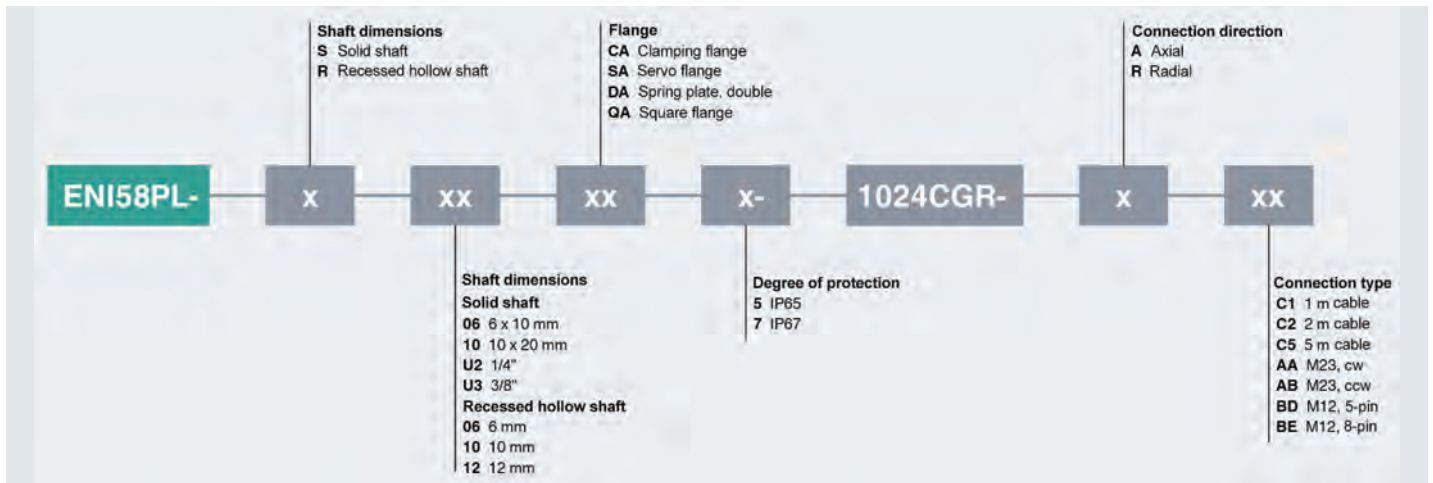 Shaft dimensions
S Solid shaft
R Recessed hollow shaft
Flange
CA Clamping flange
SA Servo flange
DA Spring plate. double
QA Square flange
Connection direction
A Axial
R Radial
ENI58PL- x xx xx x- 1024CGR- x xx
Shaft dimensions
Solid shaft
06 6 x 10 mm
10 10 x 20 mm
U2 1/4"
U3 3/8"
Recessed hollow shaft
06 6 mm
10 10 mm
12 12 mm
Degree of protection
5 IP65
7 IP67
Connection type
C1 1 m cable
C2 2 m cable
C5 5 m cable
AA M23, cw
AB M23, ccw
BD M12, 5-pin
BE M12, 8-pin